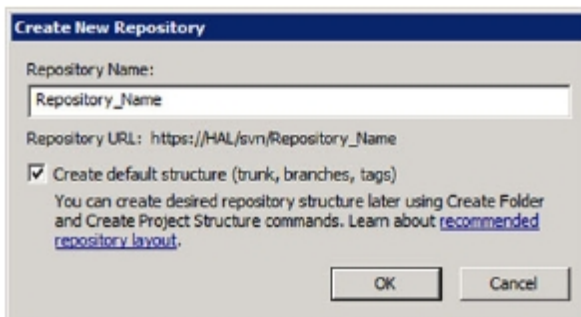 Create New Repository
Repository Name:
Repository_Name
Repository URL: https://HAL/svn/Repository_Name
Create default structure (trunk, branches, tags)
You can create desired repository structure later using Create Folder
and Create Project Structure commands. Learn about recommended
repository layout.
OK Cancel